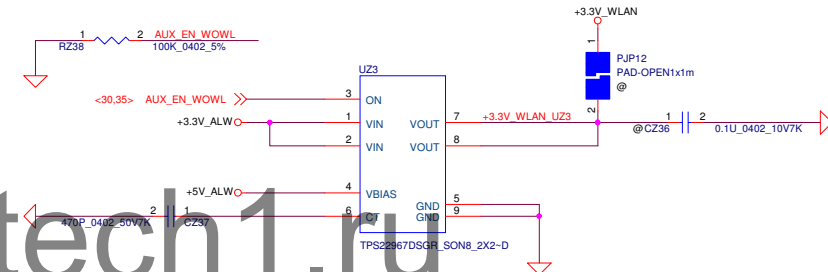 +3.3V_WLAN
1 2 AUX_EN_WOWL
RZ38 100K_0402_5%
PJP12
PAD-OPEN1x1m
@
1
2
UZ3
<30,35> AUX_EN_WOWL 3 ON
+3.3V_ALW 1 VIN VOUT 7 +3.3V_WLAN_UZ3
2 VIN VOUT 8
@CZ36 1 2 0.1U_0402_10V7K
+5V_ALW 4 VBIAS
GND 5
470P_0402_50V7K 2 1 CZ37 6 CT GND 9
TPS22967DSGR_SON8_2X2~D
tech1.ru